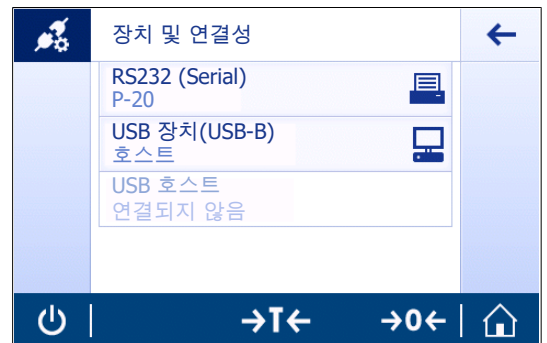 장치 및 연결성
RS232 (Serial)
P-20
USB 장치(USB-B)
호스트
USB 호스트
연결되지 않음
→T← →0←